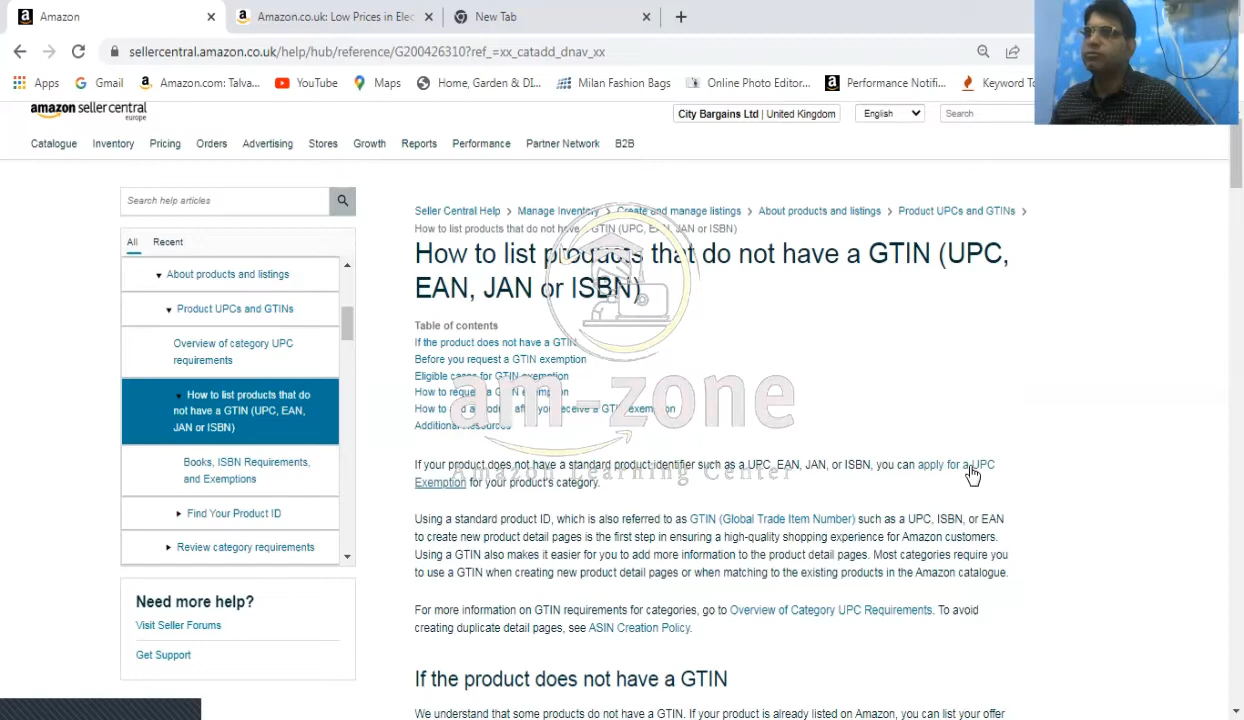 Amazon
Amazon.co.uk: Low Prices in Elec
New Tab
sellercentral.amazon.co.uk/help/hub/reference/G200426310?ref_=xx_catadd_dnav_xx
Apps
Gmail
Amazon.com: Talva...
YouTube
Maps
Home, Garden & DI...
Milan Fashion Bags
Online Photo Editor...
Performance Notifi...
Keyword To
amazon seller central
europe
City Bargains Ltd | United Kingdom
English
Search
Catalogue
Inventory
Pricing
Orders
Advertising
Stores
Growth
Reports
Performance
Partner Network
B2B
Search help articles
All
Recent
About products and listings
Product UPCs and GTINs
Overview of category UPC
requirements
How to list products that do
not have a GTIN (UPC, EAN,
JAN or ISBN)
Books, ISBN Requirements,
and Exemptions
Find Your Product ID
Review category requirements
Need more help?
Visit Seller Forums
Get Support
Seller Central Help > Manage Inventory > Create and manage listings > About products and listings > Product UPCs and GTINs >
How to list products that do not have a GTIN (UPC, EAN, JAN or ISBN)
How to list products that do not have a GTIN (UPC,
EAN, JAN or ISBN)
Table of contents
If the product does not have a GTIN
Before you request a GTIN exemption
Eligible cases for GTIN exemption
How to request a GTIN exemption
How to add a product after you receive a GTIN exemption
Additional Resources
am-zone
Amazon Learning Center
If your product does not have a standard product identifier such as a UPC, EAN, JAN, or ISBN, you can apply for a UPC
Exemption for your product's category.
Using a standard product ID, which is also referred to as GTIN (Global Trade Item Number) such as a UPC, ISBN, or EAN
to create new product detail pages is the first step in ensuring a high-quality shopping experience for Amazon customers.
Using a GTIN also makes it easier for you to add more information to the product detail pages. Most categories require you
to use a GTIN when creating new product detail pages or when matching to the existing products in the Amazon catalogue.
For more information on GTIN requirements for categories, go to Overview of Category UPC Requirements. To avoid
creating duplicate detail pages, see ASIN Creation Policy.
If the product does not have a GTIN
We understand that some products do not have a GTIN. If your product is already listed on Amazon, you can list your offer